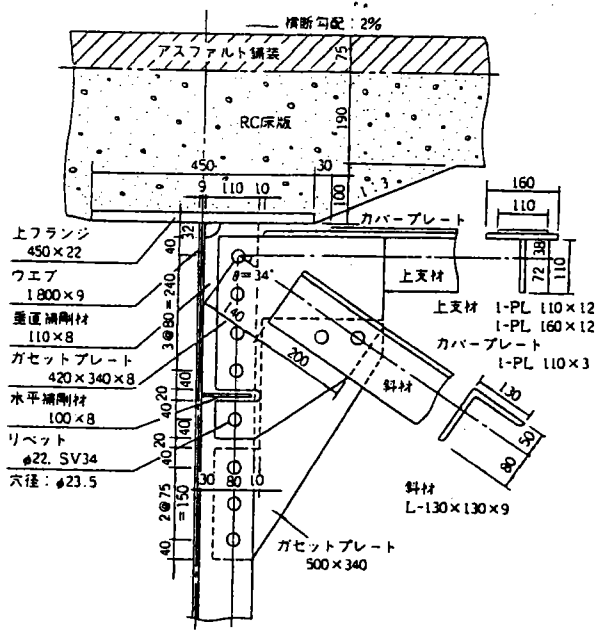 横断勾配：2%
アスファルト舗装
75
RC床版
190
450
30
9 110 10
100
1：3
160
110
カバープレート
上フランジ
450×22
40
32
ウエブ
1800×9
θ=34°
上支材
72
38
110
3@80=240
垂直補剛材
110×8
140
上支材 1-PL 110×12
1-PL 160×12
カバープレート
1-PL 110×3
ガセットプレート
420×340×8
200
水平補剛材
100×8
40
20
20
40
斜材
130
50
80
リベット
φ22. SV34
穴径：φ23.5
40
30 80 10
2@75
=150
斜材
L-130×130×9
ガセットプレート
500×340
40